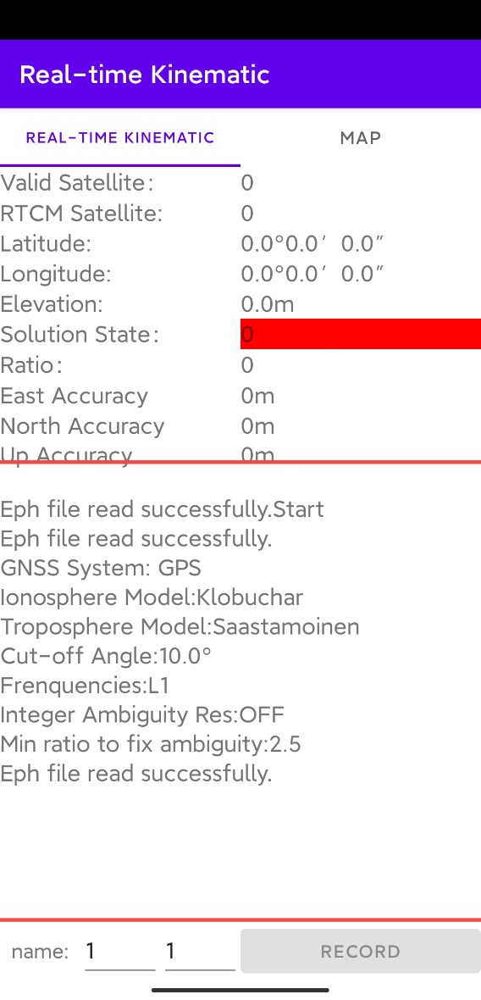 Real-time Kinematic
REAL-TIME KINEMATIC MAP
Valid Satellite: 0
RTCM Satellite: 0
Latitude: 0.0°0.0′ 0.0″
Longitude: 0.0°0.0′ 0.0″
Elevation: 0.0m
Solution State: 0
Ratio: 0
East Accuracy 0m
North Accuracy 0m
Up Accuracy 0m
Eph file read successfully.Start
Eph file read successfully.
GNSS System: GPS
Ionosphere Model:Klobuchar
Troposphere Model:Saastamoinen
Cut-off Angle:10.0°
Frenquencies:L1
Integer Ambiguity Res:OFF
Min ratio to fix ambiguity:2.5
Eph file read successfully.
name: 1 1 RECORD